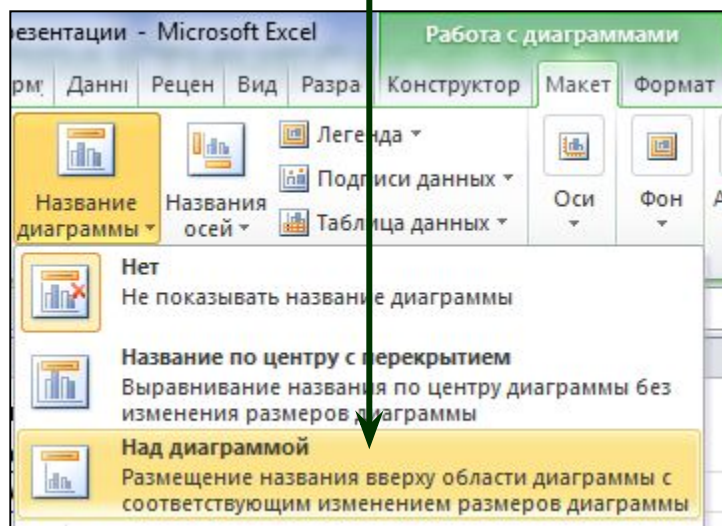 езентации - Microsoft Excel
Работа с диаграммами
рм Данні Рецен Вид Разра Конструктор Макет Формат
Название диаграммы
Названия осей
Легенда
Подписи данных
Таблица данных
Оси
Фон
Нет
Не показывать название диаграммы
Название по центру с перекрытием
Выравнивание названия по центру диаграммы без
изменения размеров диаграммы
Над диаграммой
Размещение названия вверху области диаграммы с
соответствующим изменением размеров диаграммы